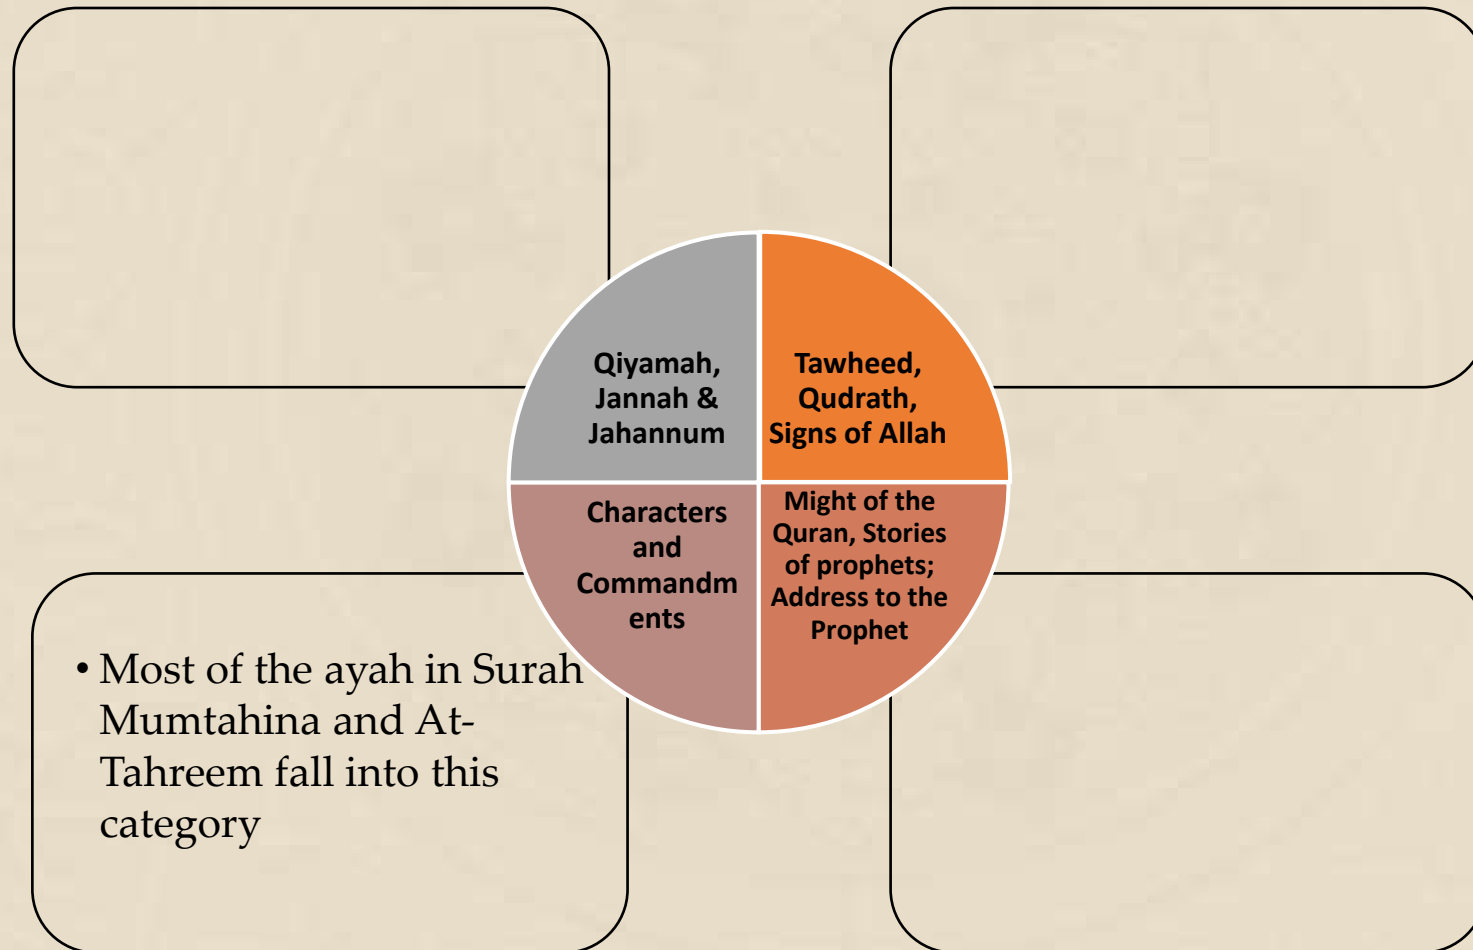 Qiyamah,
Jannah &
Jahannum
Tawheed,
Qudrath,
Signs of Allah
Characters
and
Commandm
ents
Might of the
Quran, Stories
of prophets;
Address to the
Prophet
• Most of the ayah in Surah
Mumtahina and At-
Tahreem fall into this
category